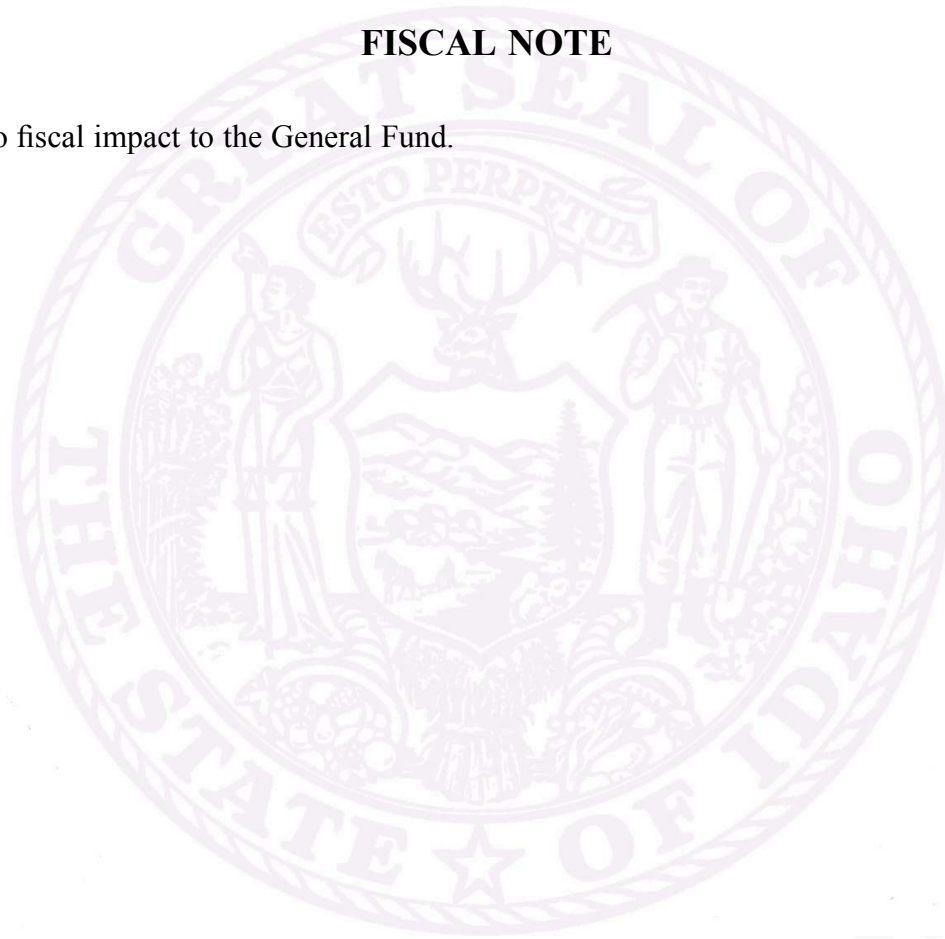 FISCAL NOTE
o fiscal impact to the General Fund.
GREAT SEAL OF
ESTO PERPETUA
THE STATE OF IDAHO